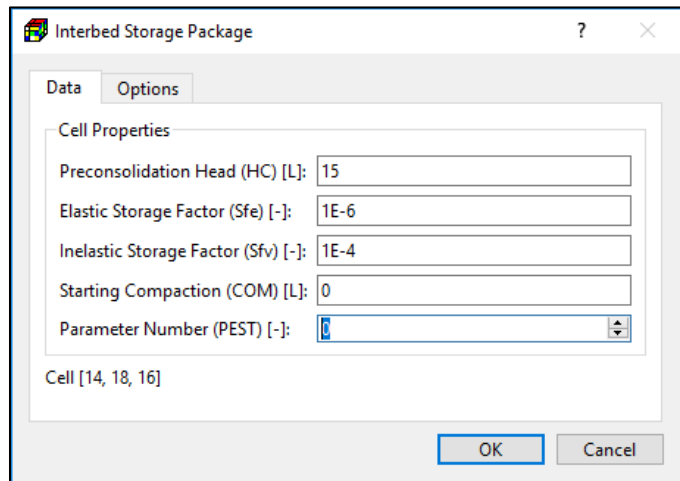 Interbed Storage Package
?
Data
Options
Cell Properties
Preconsolidation Head (HC) [L]: 15
Elastic Storage Factor (Sfe) [-]: 1E-6
Inelastic Storage Factor (Sfv) [-]: 1E-4
Starting Compaction (COM) [L]: 0
Parameter Number (PEST) [-]: 0
Cell [14, 18, 16]
OK
Cancel